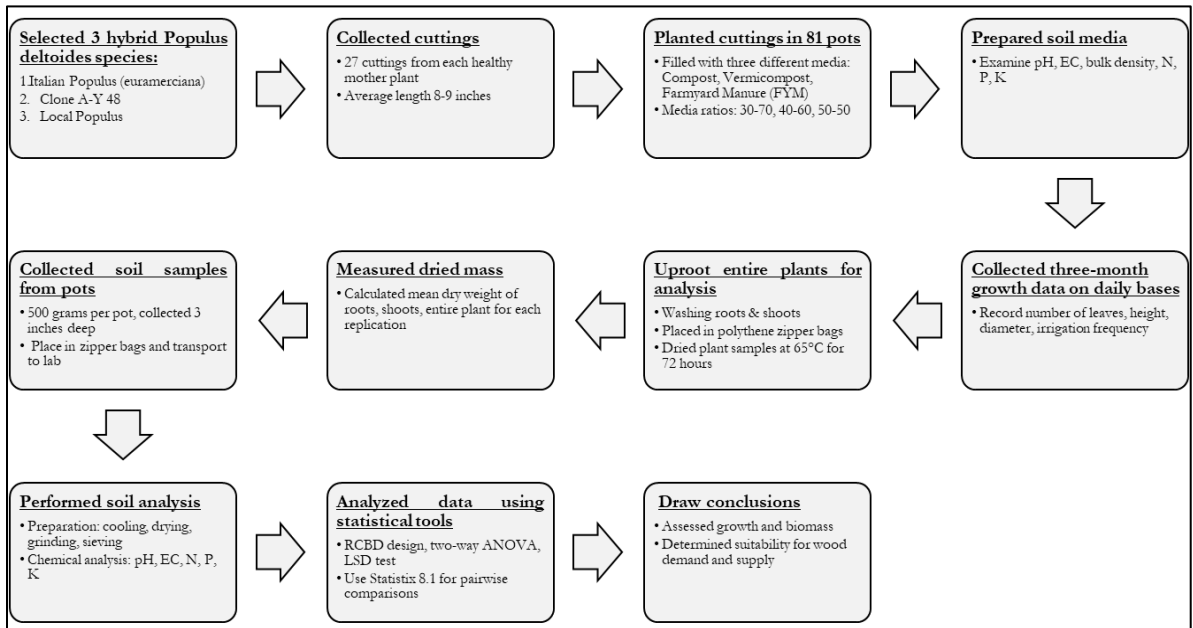 Selected 3 hybrid Populus
deltoides species:
1.Italian Populus (euramerciana)
2. Clone A-Y 48
3. Local Populus
Collected cuttings
• 27 cuttings from each healthy
mother plant
• Average length 8-9 inches
Planted cuttings in 81 pots
• Filled with three different media:
Compost, Vermicompost,
Farmyard Manure (FYM)
• Media ratios: 30-70, 40-60, 50-50
Prepared soil media
• Examine pH, EC, bulk density, N,
P, K
Collected three-month
growth data on daily bases
• Record number of leaves, height,
diameter, irrigation frequency
Uproot entire plants for
analysis
• Washing roots & shoots
• Placed in polythene zipper bags
• Dried plant samples at 65°C for
72 hours
Measured dried mass
• Calculated mean dry weight of
roots, shoots, entire plant for each
replication
Collected soil samples
from pots
• 500 grams per pot, collected 3
inches deep
• Place in zipper bags and transport
to lab
Performed soil analysis
• Preparation: cooling, drying,
grinding, sieving
• Chemical analysis: pH, EC, N, P,
K
Analyzed data using
statistical tools
• RCBD design, two-way ANOVA,
LSD test
• Use Statistix 8.1 for pairwise
comparisons
Draw conclusions
• Assessed growth and biomass
• Determined suitability for wood
demand and supply